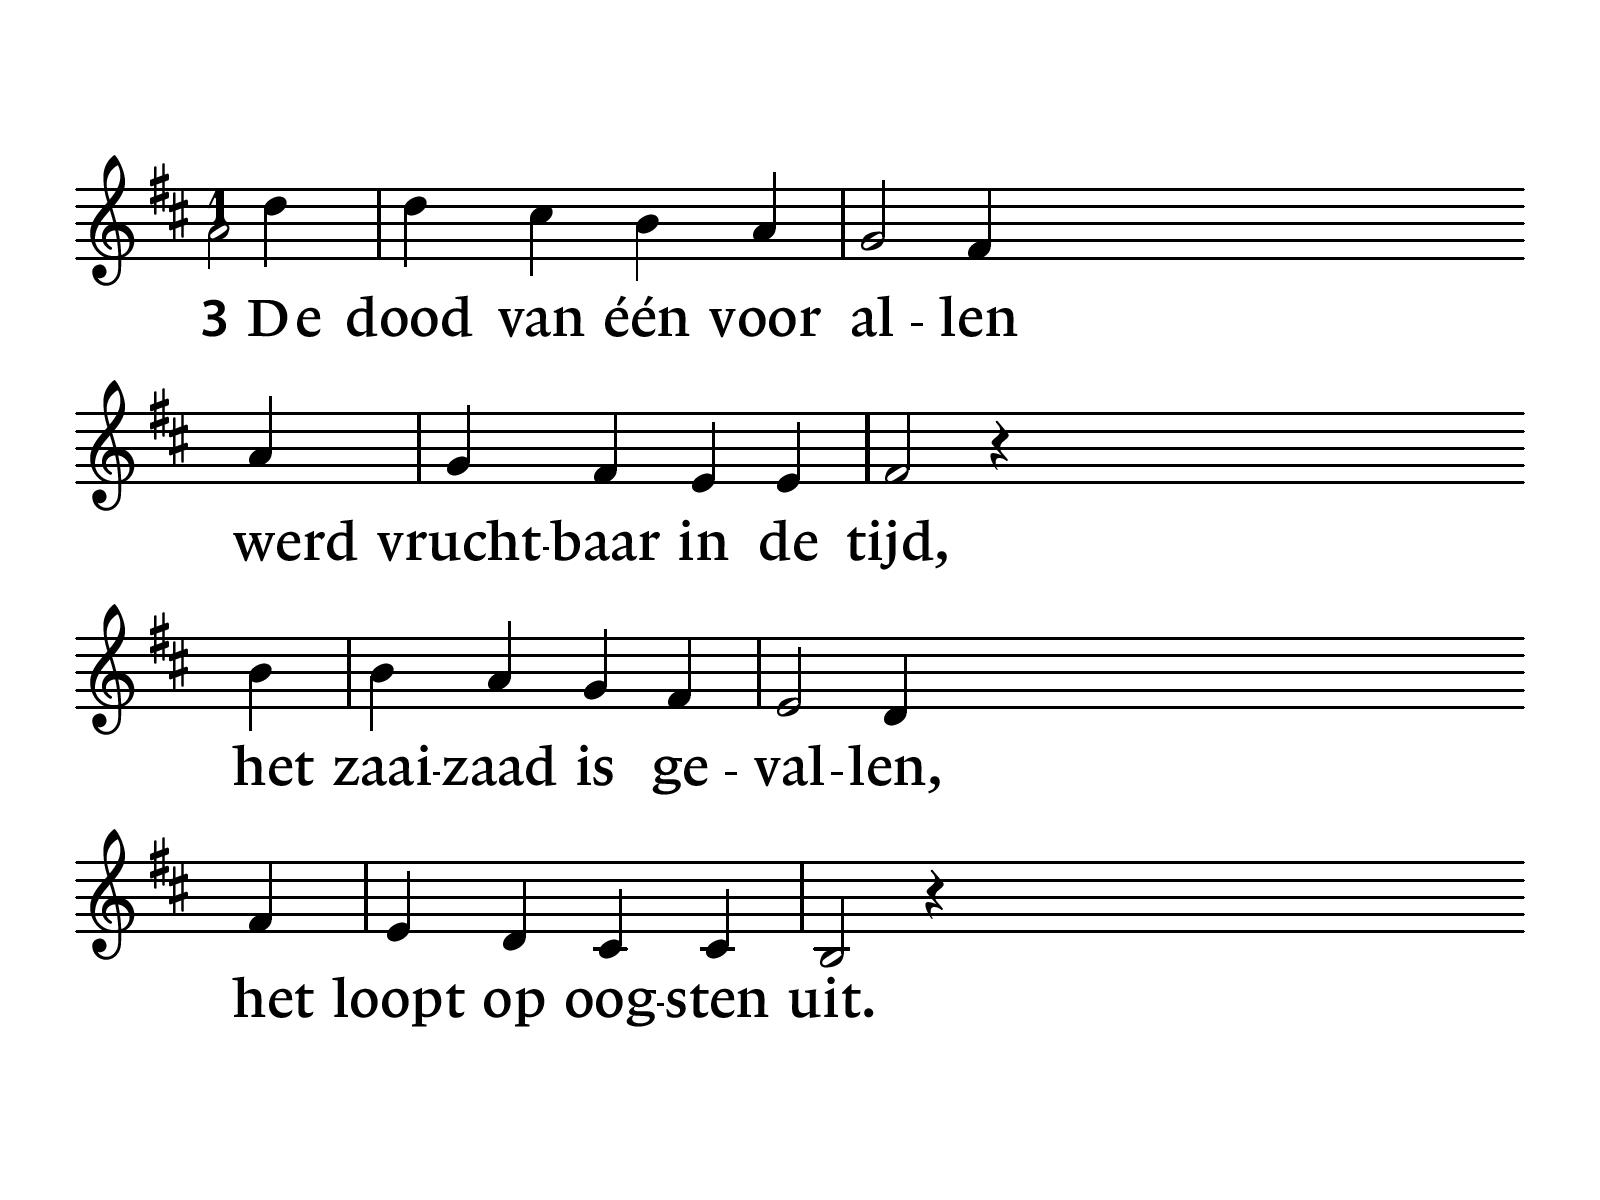 3 De dood van één voor al - len
werd vrucht-baar in de tijd,
het zaai-zaad is ge - val-len,
het loopt op oog-sten uit.